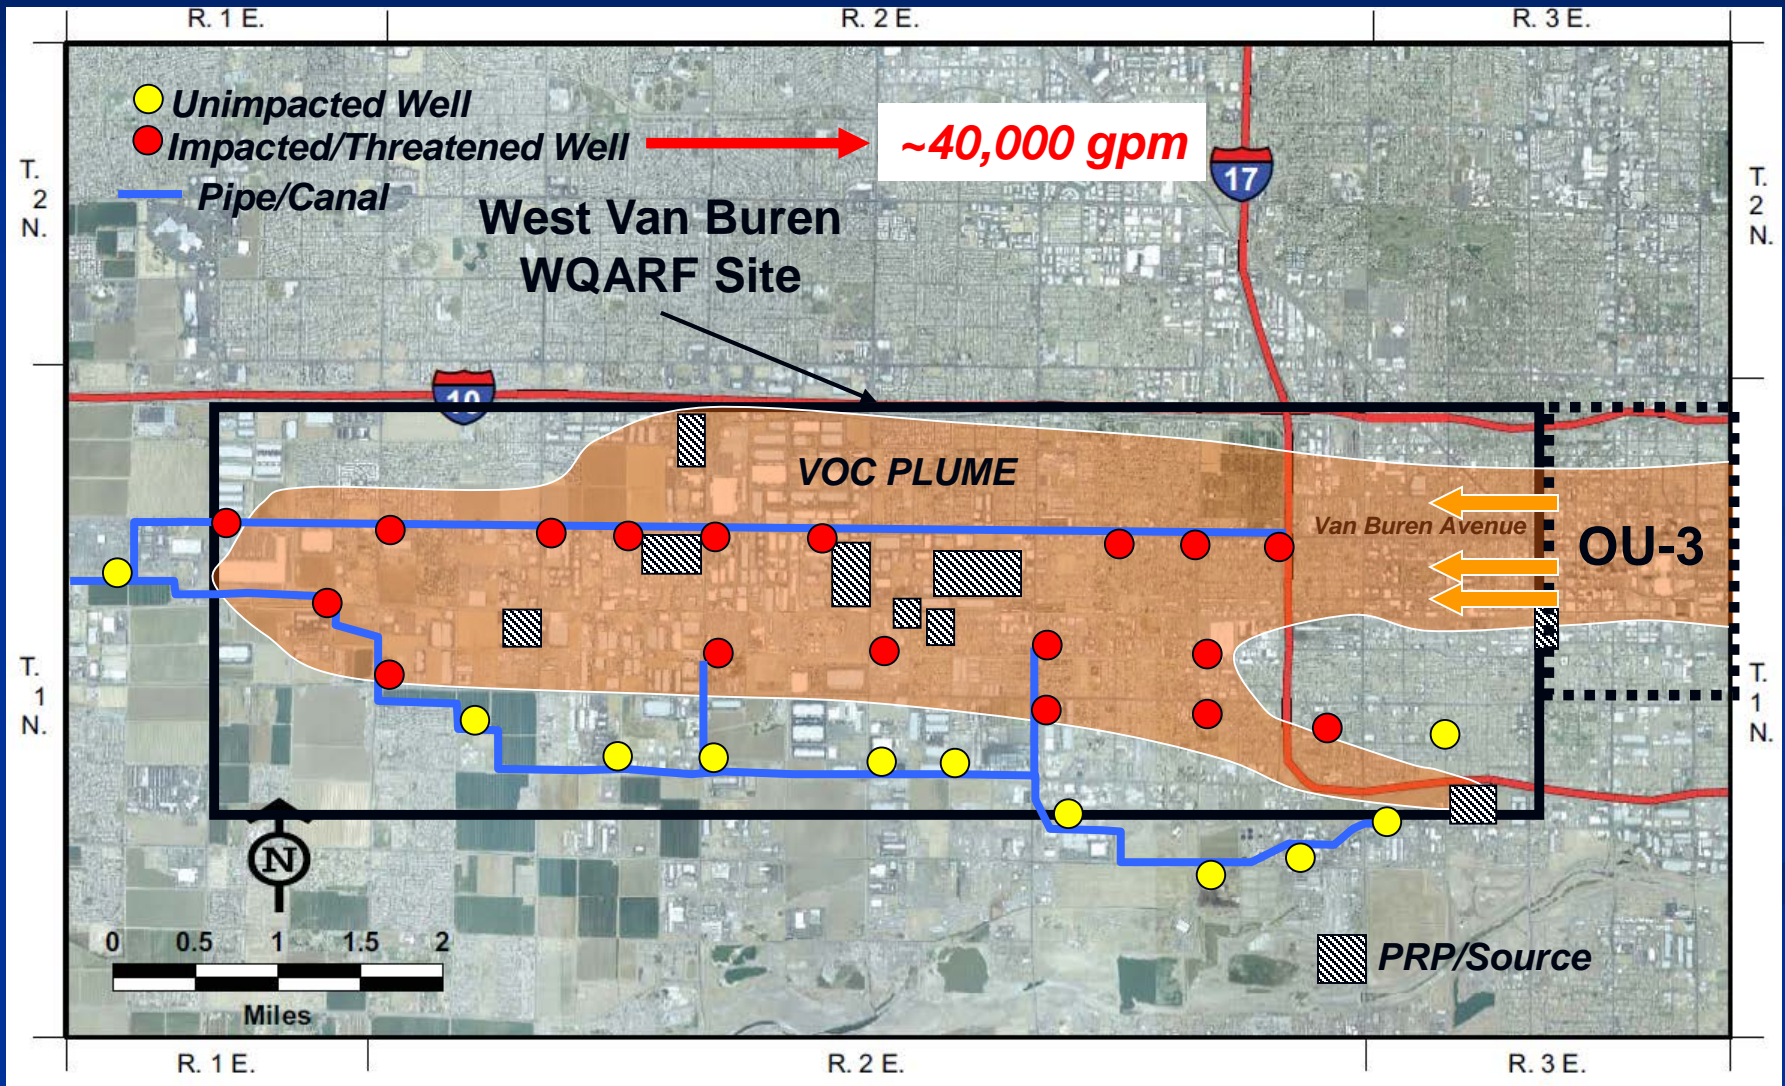 R. 1 E.
R. 2 E.
R. 3 E.
Unimpacted Well
Impacted/Threatened Well
~40,000 gpm
Pipe/Canal
T.
2
N.
T.
2
N.
17
West Van Buren
WQARF Site
10
VOC PLUME
Van Buren Avenue
OU-3
T.
1
N.
T.
1
N.
N
0 0.5 1 1.5 2
Miles
PRP/Source
R. 1 E.
R. 2 E.
R. 3 E.